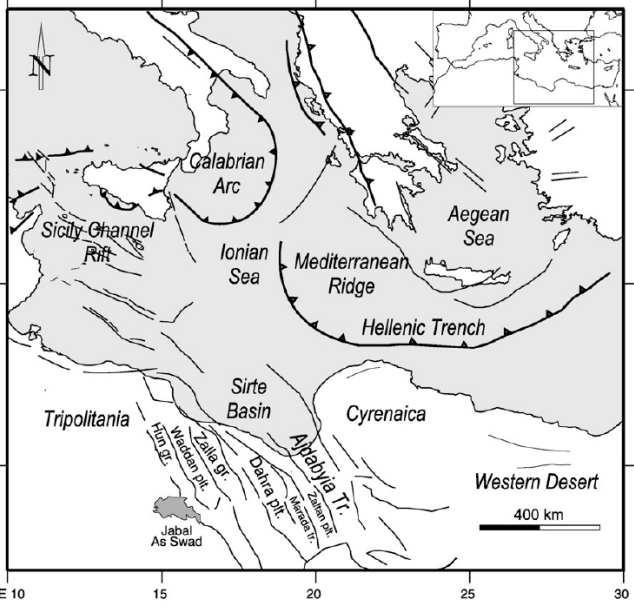 N
Calabrian
Arc
Sicily Channel
Rift
Ionian
Sea
Aegean
Sea
Mediterranean
Ridge
Hellenic Trench
Sirte
Basin
Tripolitania
Cyrenaica
Hun gr.
Waddan plt.
Zalla gr.
Dahra plt.
Marada tr.
Zaltan plt.
Ajdabyia Tr.
Western Desert
Jabal
As Swad
400 km
E 10
15
20
25
30